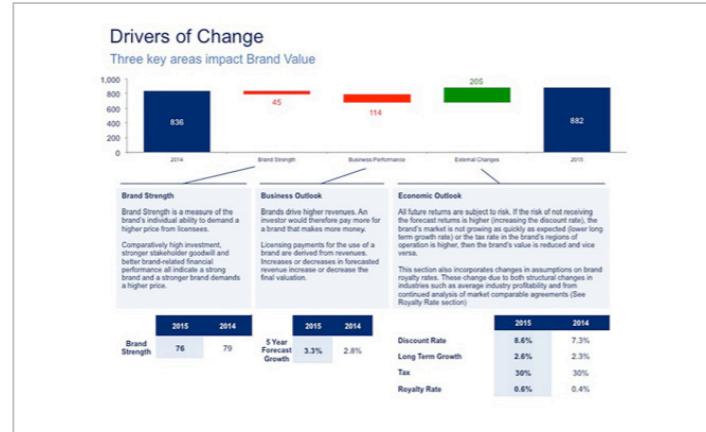 Drivers of Change
Three key areas impact Brand Value
1,000
800
600
400
200
0
836
45
114
205
882
2014
Brand Strength
Business Performance
External Changes
2015
Brand Strength
Brand Strength is a measure of the
brand's individual ability to demand a
higher price from licensees.
Comparatively high investment,
stronger stakeholder goodwill and
better brand-related financial
performance all indicate a strong
brand and a stronger brand demands
a higher price.
Business Outlook
Brands drive higher revenues. An
investor would therefore pay more for
a brand that makes more money.
Licensing payments for the use of a
brand are derived from revenues.
Increases or decreases in forecasted
revenue increase or decrease the
final valuation.
Economic Outlook
All future returns are subject to risk. If the risk of not receiving
the forecast returns is higher (increasing the discount rate), the
brand's market is not growing as quickly as expected (lower long
term growth rate) or the tax rate in the brand's regions of
operation is higher, then the brand's value is reduced and vice
versa.
This section also incorporates changes in assumptions on brand
royalty rates. These change due to both structural changes in
industries such as average industry profitability and from
continued analysis of market comparable agreements (See
Royalty Rate section)
2015 2014
Brand
Strength 76 79
2015 2014
5 Year
Forecast 3.3% 2.8%
Growth
2015 2014
Discount Rate 8.6% 7.3%
Long Term Growth 2.6% 2.3%
Tax 30% 30%
Royalty Rate 0.6% 0.4%